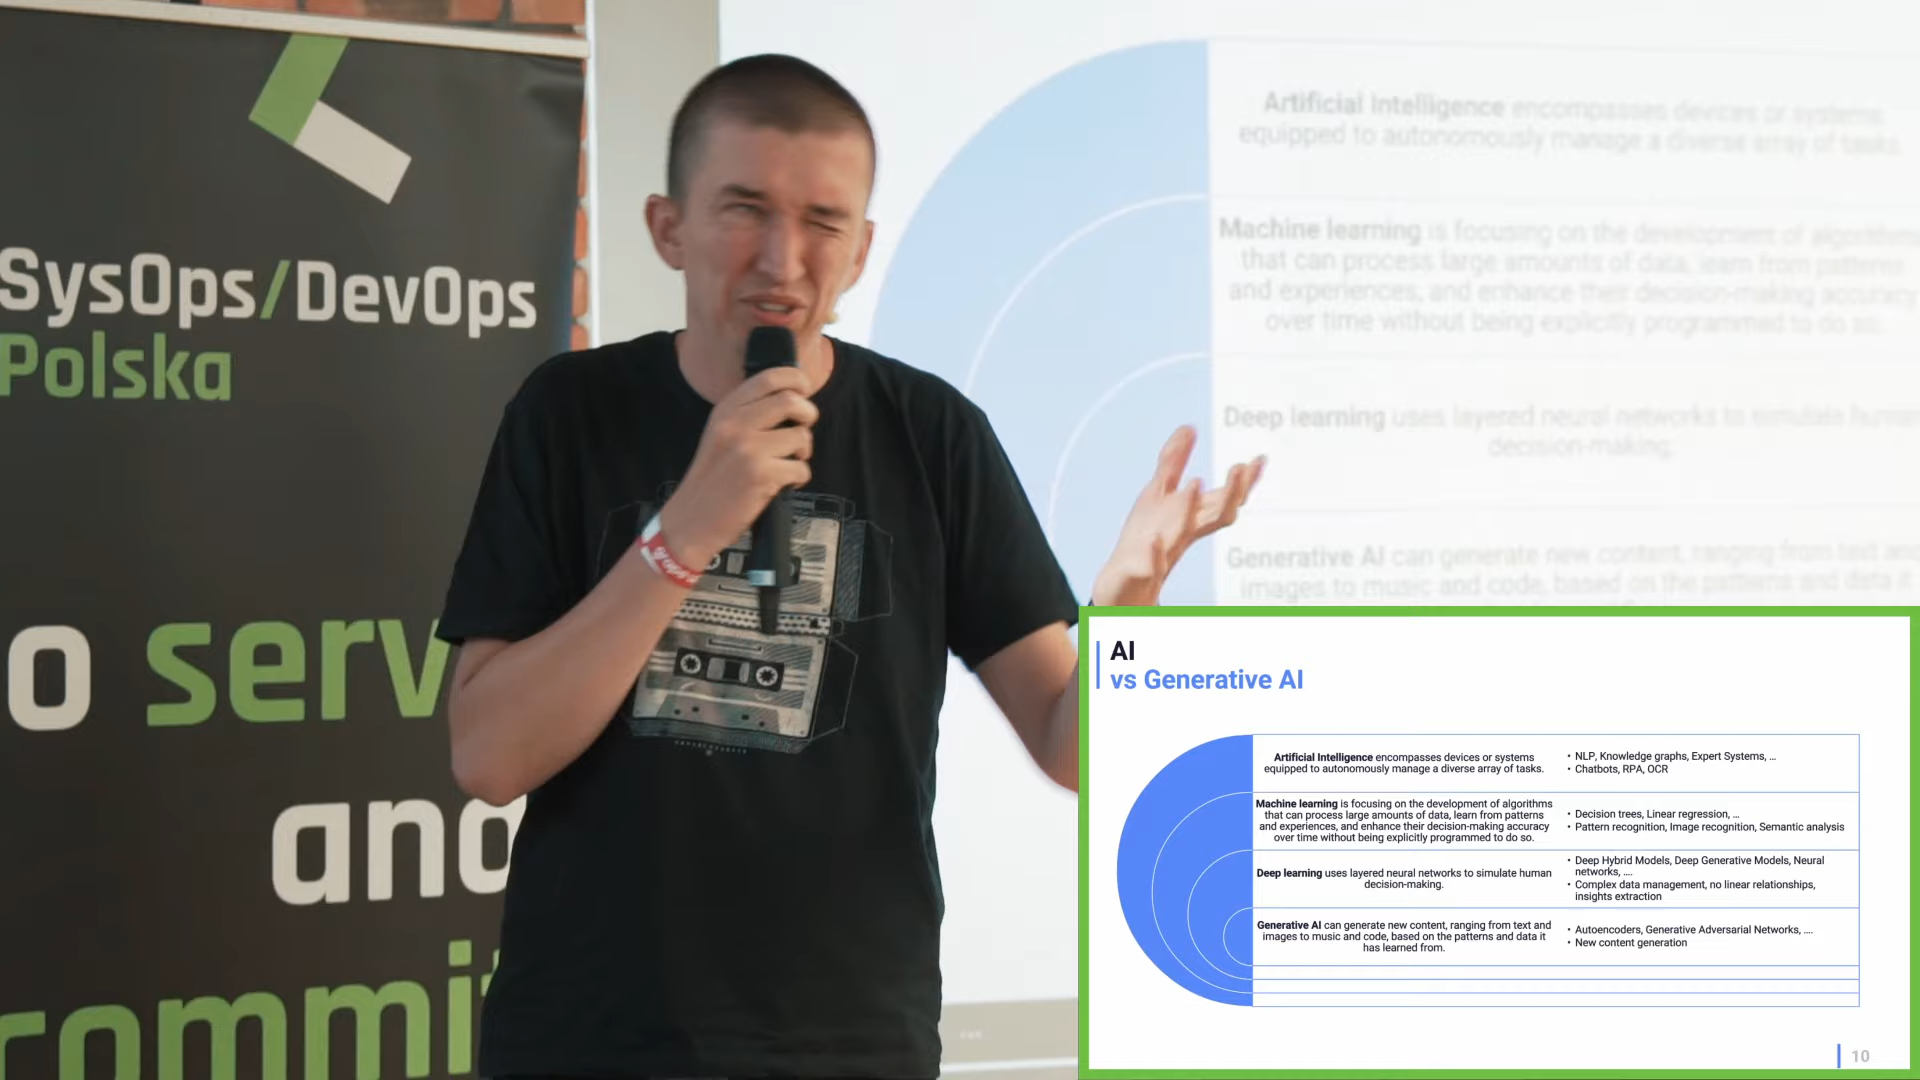 SysOps/DevOps
Polska
o serv
and
commit
Artificial Intelligence encompasses devices or systems
equipped to autonomously manage a diverse array of tasks.
Machine learning is focusing on the development of algorithms
that can process large amounts of data, learn from patterns
and experiences, and enhance their decision-making accuracy
over time without being explicitly programmed to do so.
Deep learning uses layered neural networks to simulate human
decision-making.
Generative AI can generate new content, ranging from text and
images to music and code, based on the patterns and data it
AI
vs Generative AI
Artificial Intelligence encompasses devices or systems
equipped to autonomously manage a diverse array of tasks.
• NLP, Knowledge graphs, Expert Systems, ...
• Chatbots, RPA, OCR
Machine learning is focusing on the development of algorithms
that can process large amounts of data, learn from patterns
and experiences, and enhance their decision-making accuracy
over time without being explicitly programmed to do so.
• Decision trees, Linear regression, ...
• Pattern recognition, Image recognition, Semantic analysis
Deep learning uses layered neural networks to simulate human
decision-making.
• Deep Hybrid Models, Deep Generative Models, Neural
networks, ....
• Complex data management, no linear relationships,
insights extraction
Generative AI can generate new content, ranging from text and
images to music and code, based on the patterns and data it
has learned from.
• Autoencoders, Generative Adversarial Networks, ....
• New content generation
10